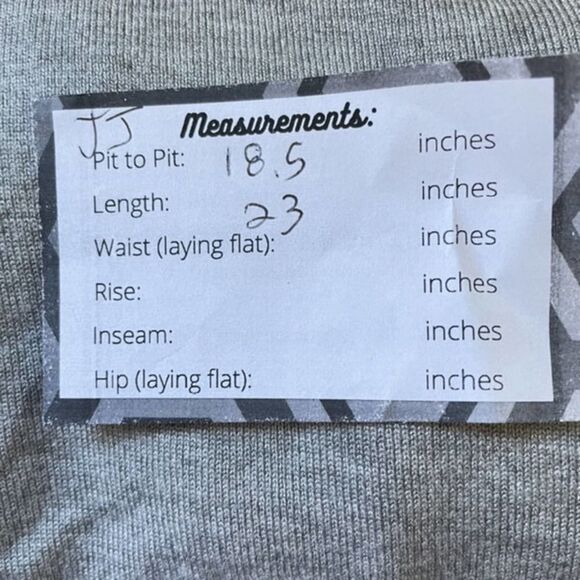 JJ
Measurements:
Pit to Pit: 18.5 inches
Length: 23 inches
Waist (laying flat): inches
Rise: inches
Inseam: inches
Hip (laying flat): inches